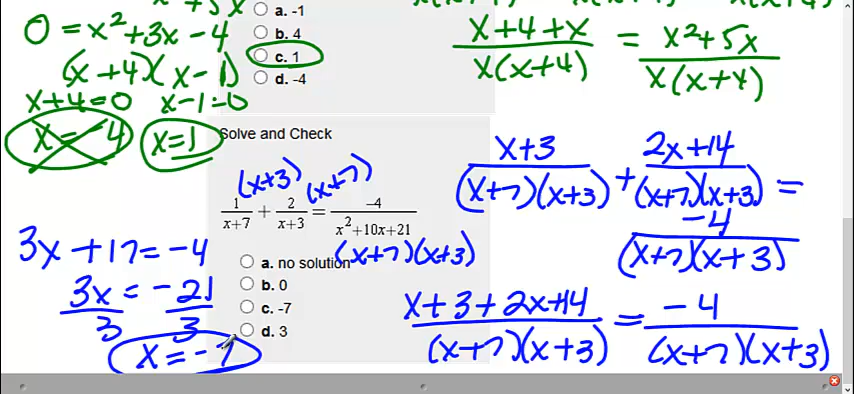 x + 5x
a. -1
0 = x² + 3x - 4
b. 4
x + 4 + x / x(x+4) = x² + 5x / x(x+4)
c. 1
(x + 4)(x - 1)
d. -4
x + 4 = 0 x - 1 = 0
x = -4 x = 1
Solve and Check
(x+3) (x+7)
1/(x+7) + 2/(x+3) = -4/(x²+10x+21)
(x+7)(x+3)
x+3 / (x+7)(x+3) + 2x+14 / (x+7)(x+3) =
-4 / (x+7)(x+3)
3x + 17 = -4
a. no solution
3x = -21
3 3
b. 0
c. -7
x + 3 + 2x + 14 / (x+7)(x+3) = -4 / (x+7)(x+3)
d. 3
x = -7